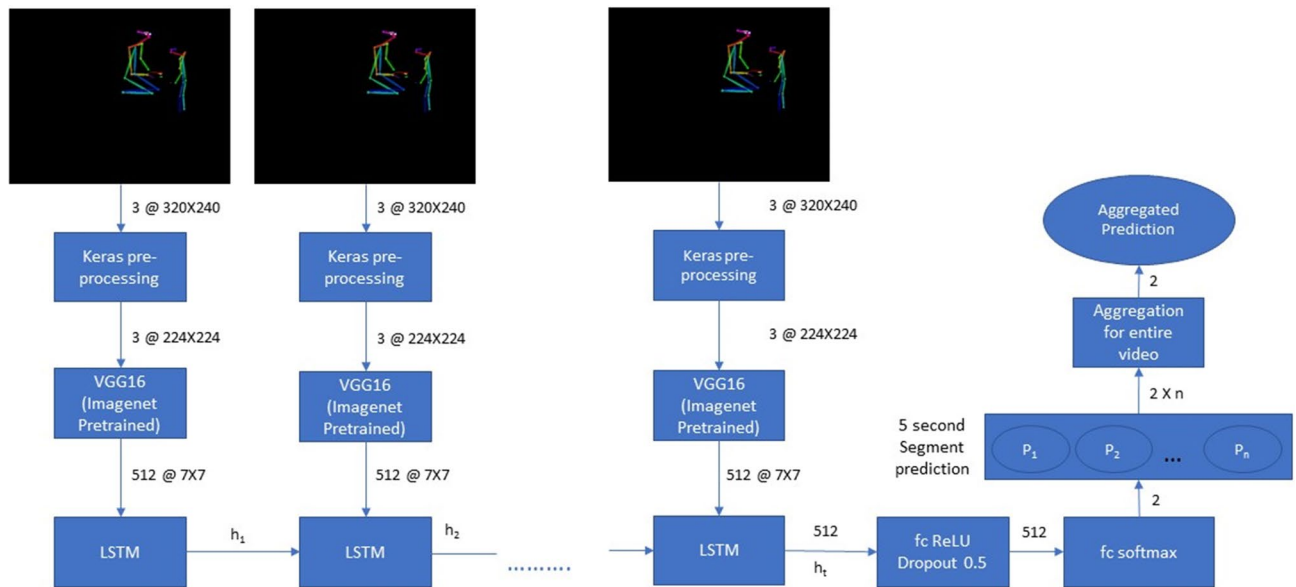 3 @ 320X240
3 @ 320X240
3 @ 320X240
Keras pre-
processing
Keras pre-
processing
Keras pre-
processing
3 @ 224X224
3 @ 224X224
3 @ 224X224
VGG16
(Imagenet
Pretrained)
VGG16
(Imagenet
Pretrained)
VGG16
(Imagenet
Pretrained)
512 @ 7X7
512 @ 7X7
512 @ 7X7
LSTM
h₁
LSTM
h₂
..........
LSTM
512
hₜ
fc ReLU
Dropout 0.5
512
fc softmax
2
5 second
Segment
prediction
P₁
P₂
...
Pₙ
2 X n
Aggregation
for entire
video
2
Aggregated
Prediction